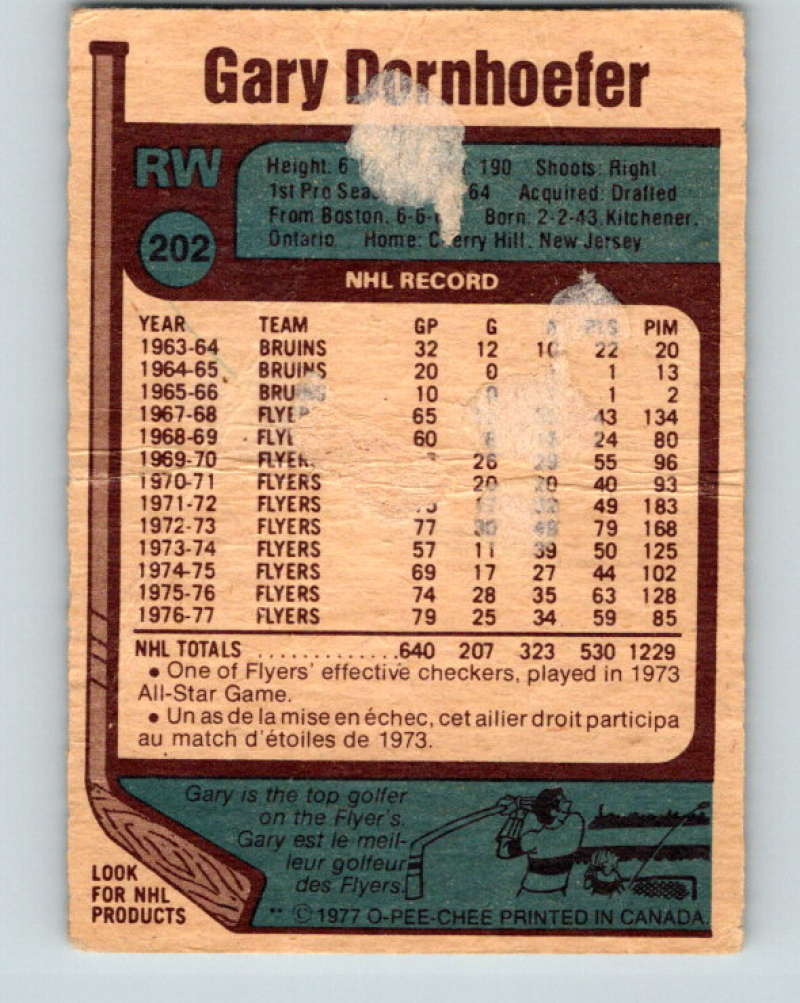 Gary Dornhoefer
RW
202
Height. 6 190 Shoots: Right
1st Pro 64 Acquired: Drafted
From Boston, Born: 2-2-43, Kitchener,
Ontario Home: Cherry Hill, New Jersey
NHL RECORD
YEAR TEAM GP G A PTS PIM
1963-64 BRUINS 32 12 10 22 20
1964-65 BRUINS 20 0 1 13
1965-66 BRUINS 10 0 1 2
1967-68 FLYERS 65 43 134
1968-69 60 24 80
1969-70 FLYERS 26 29 55 96
1970-71 FLYERS 20 20 40 93
1971-72 FLYERS 49 183
1972-73 FLYERS 77 30 49 79 168
1973-74 FLYERS 57 11 39 50 125
1974-75 FLYERS 69 17 27 44 102
1975-76 FLYERS 74 28 35 63 128
1976-77 FLYERS 79 25 34 59 85
NHL TOTALS ............. 640 207 323 530 1229
• One of Flyers' effective checkers, played in 1973
All-Star Game.
• Un as de la mise en échec, cet ailier droit participa
au match d'étoiles de 1973.
Gary is the top golfer
on the Flyer's.
Gary est le meil-
leur golfeur
des Flyers.
LOOK
FOR NHL
PRODUCTS
** © 1977 O-PEE-CHEE PRINTED IN CANADA.